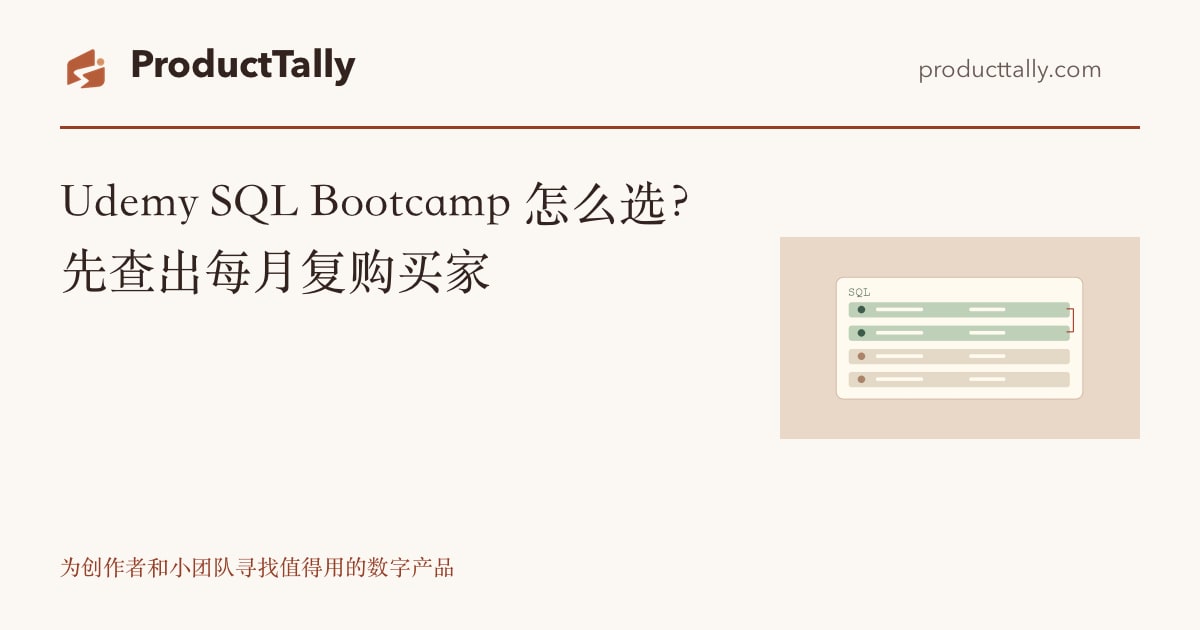 ProductTally
producttally.com
Udemy SQL Bootcamp 怎么选？
先查出每月复购买家
SQL
为创作者和小团队寻找值得用的数字产品